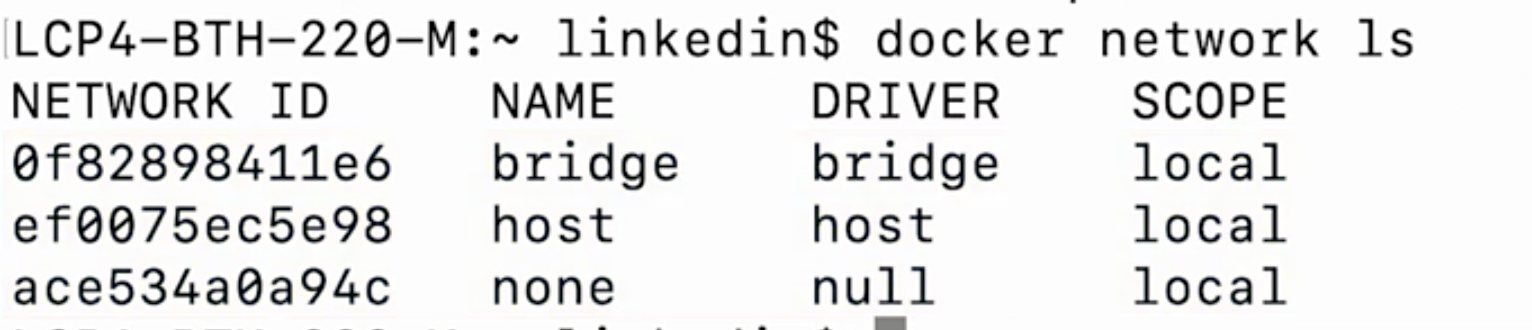 LCP4-BTH-220-M:~ linkedin$ docker network ls
NETWORK ID     NAME      DRIVER    SCOPE
0f82898411e6   bridge    bridge    local
ef0075ec5e98   host      host      local
ace534a0a94c   none      null      local